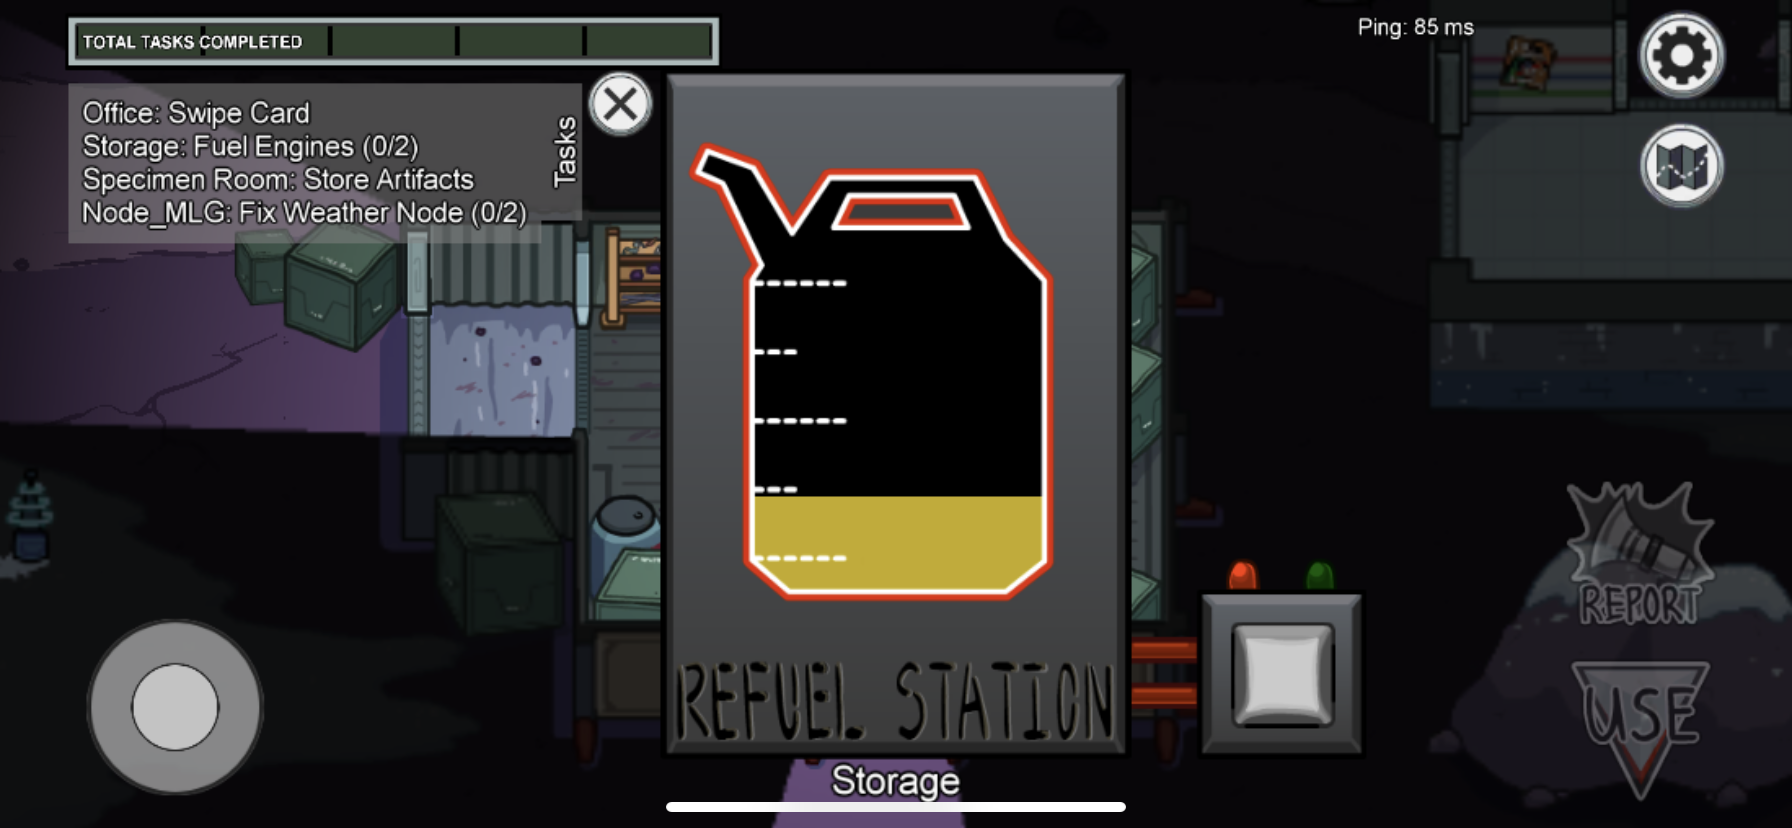 TOTAL TASKS COMPLETED
Ping: 85 ms
Office: Swipe Card
Storage: Fuel Engines (0/2)
Specimen Room: Store Artifacts
Node_MLG: Fix Weather Node (0/2)
Tasks
REPORT
USE
REFUEL STATION
Storage